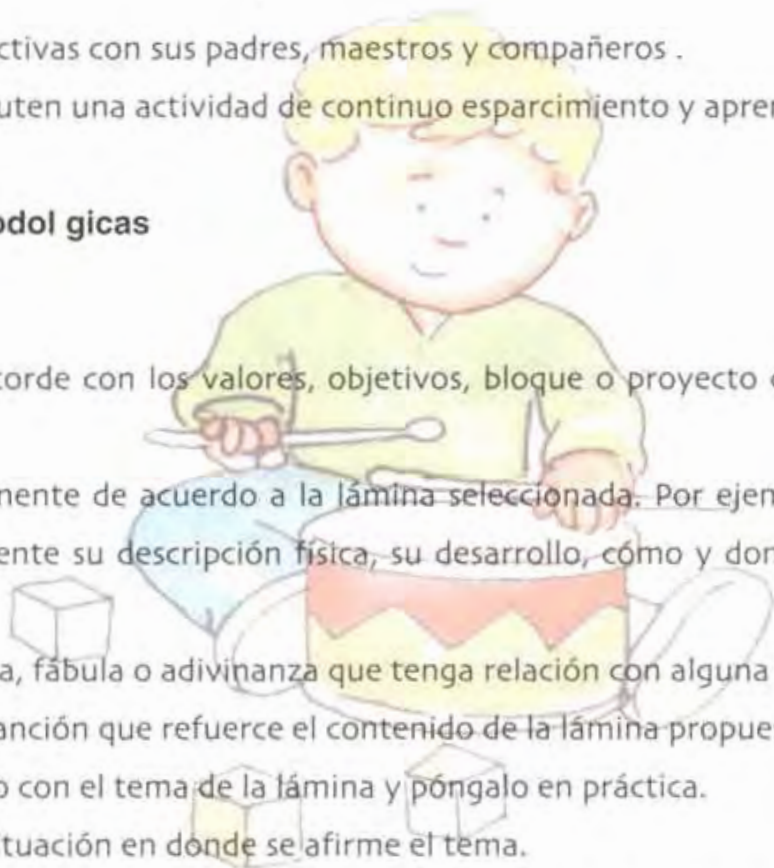 ctivas con sus padres, maestros y compañeros .
uten una actividad de continuo esparcimiento y apren
odol gicas
corde con los valores, objetivos, bloque o proyecto
nente de acuerdo a la lámina seleccionada. Por ejem
ente su descripción física, su desarrollo, cómo y don
a, fábula o adivinanza que tenga relación con alguna
anción que refuerce el contenido de la lámina propue
o con el tema de la lámina y póngalo en práctica.
tuación en donde se afirme el tema.